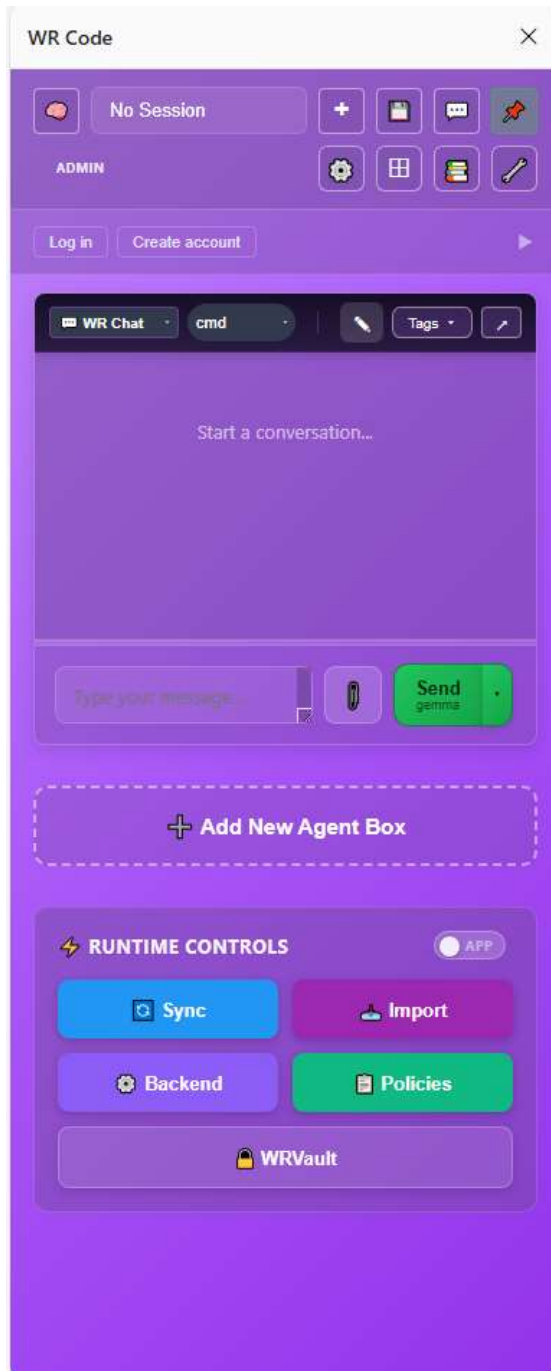 WR Code
No Session
ADMIN
Log in
Create account
WR Chat
cmd
Tags
Start a conversation...
Type your message...
Send
gemma
Add New Agent Box
RUNTIME CONTROLS
APP
Sync
Import
Backend
Policies
WRVault